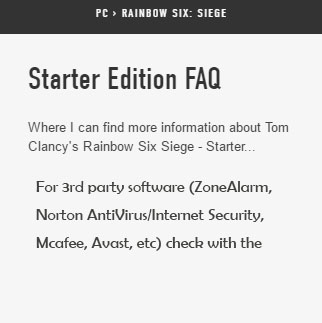 PC > RAINBOW SIX: SIEGE
Starter Edition FAQ
Where I can find more information about Tom
Clancy's Rainbow Six Siege - Starter...
For 3rd party software (ZoneAlarm,
Norton AntiVirus/Internet Security,
Mcafee, Avast, etc) check with the